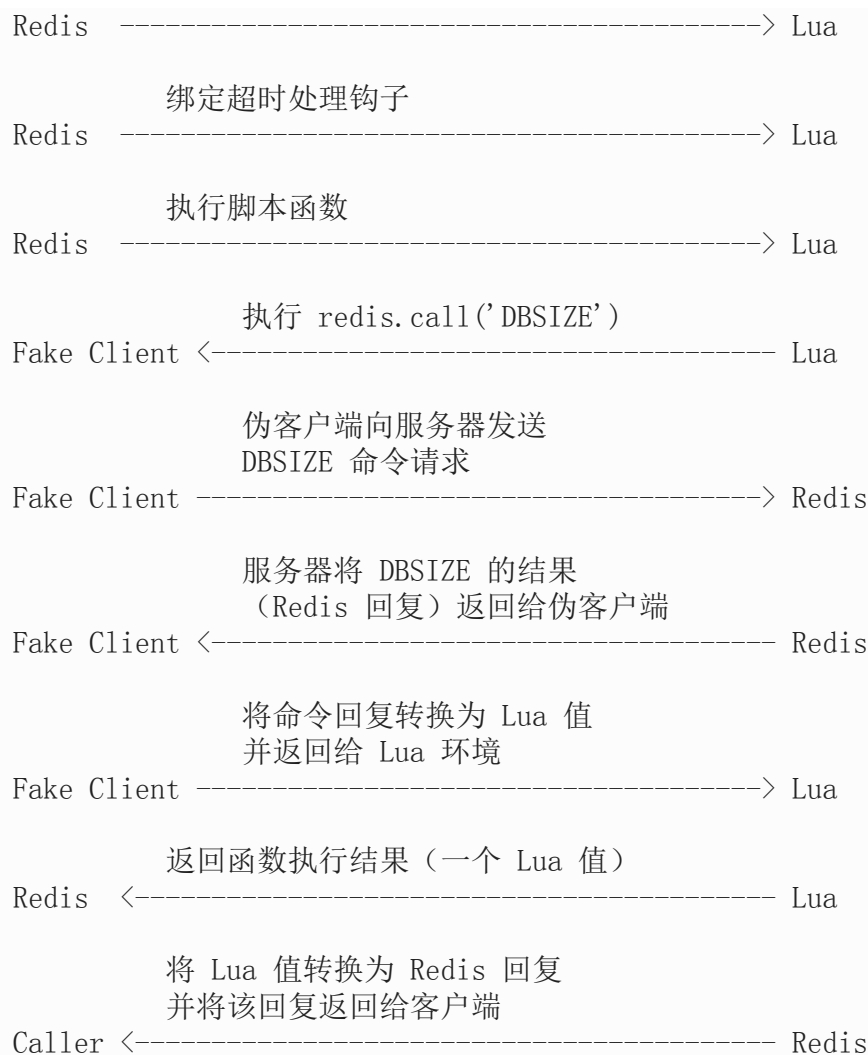 Redis ------------------------------------------> Lua
绑定超时处理钩子
Redis ------------------------------------------> Lua
执行脚本函数
Redis ------------------------------------------> Lua
执行 redis.call('DBSIZE')
Fake Client <------------------------------------- Lua
伪客户端向服务器发送
DBSIZE 命令请求
Fake Client -------------------------------------> Redis
服务器将 DBSIZE 的结果
（Redis 回复）返回给伪客户端
Fake Client <------------------------------------- Redis
将命令回复转换为 Lua 值
并返回给 Lua 环境
Fake Client -------------------------------------> Lua
返回函数执行结果（一个 Lua 值）
Redis <------------------------------------------ Lua
将 Lua 值转换为 Redis 回复
并将该回复返回给客户端
Caller <------------------------------------------ Redis